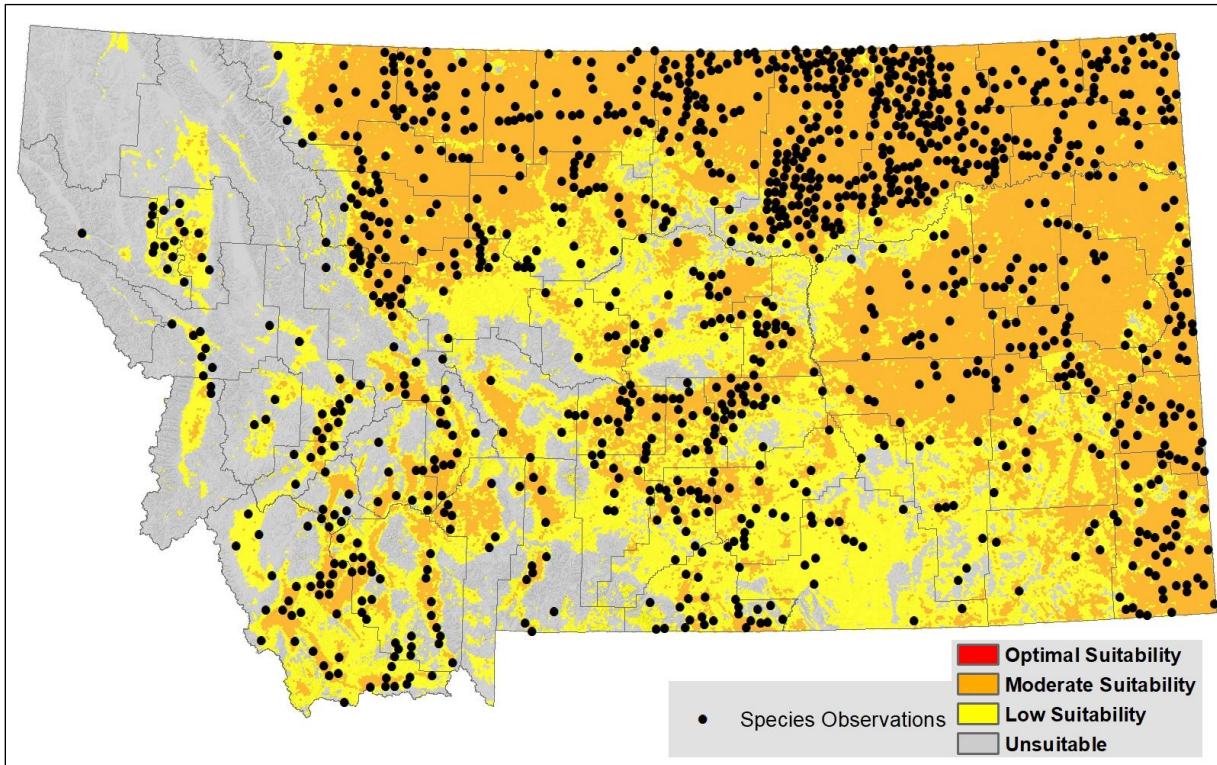 Species Observations
Optimal Suitability
Moderate Suitability
Low Suitability
Unsuitable